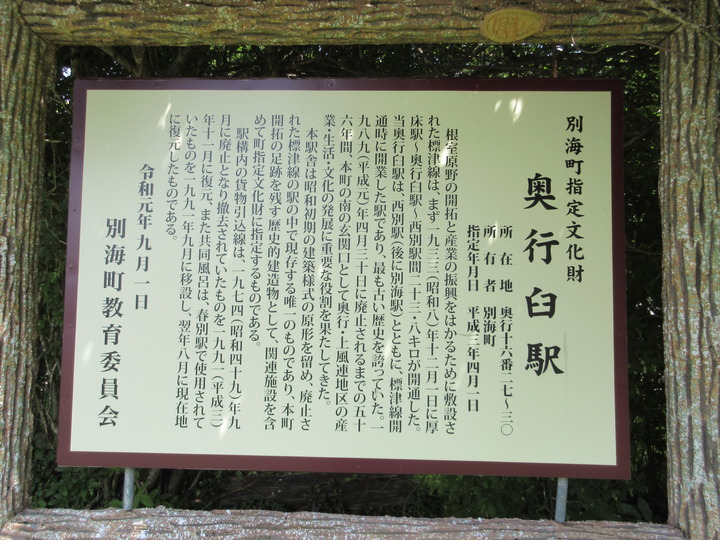 別海町指定文化財
奥行臼駅
所在地 奥行十六番二七～三〇
所有者 別海町
指定年月日 平成三年四月一日
根室原野の開拓と産業の振興をはかるために敷設さ
れた標津線は、まず一九三三(昭和八)年十二月一日に厚
床駅～奥行臼駅～西別駅間二十三・八キロが開通した。
当奥行臼駅は、西別駅(後に別海駅)とともに、標津線開
通時に開業した駅であり、最も古い歴史を誇っていた。一
九八九(平成元)年四月三十日に廃止されるまでの五十
六年間、本町の南の玄関口として奥行・上風連地区の産
業・生活・文化の発展に重要な役割を果たしてきた。
本駅舎は昭和初期の建築様式の原形を留め、廃止さ
れた標津線の駅の中で現存する唯一のものであり、本町
開拓の足跡を残す歴史的建造物として、関連施設を含
めて町指定文化財に指定するものである。
駅構内の貨物引込線は、一九七四(昭和四十九)年九
月に廃止となり撤去されていたものを一九九一(平成三)
年十一月に復元、また共同風呂は、春別駅で使用されて
いたものを一九九一年九月に移設し、翌年八月に現在地
に復元したものである。
令和元年九月一日
別海町教育委員会